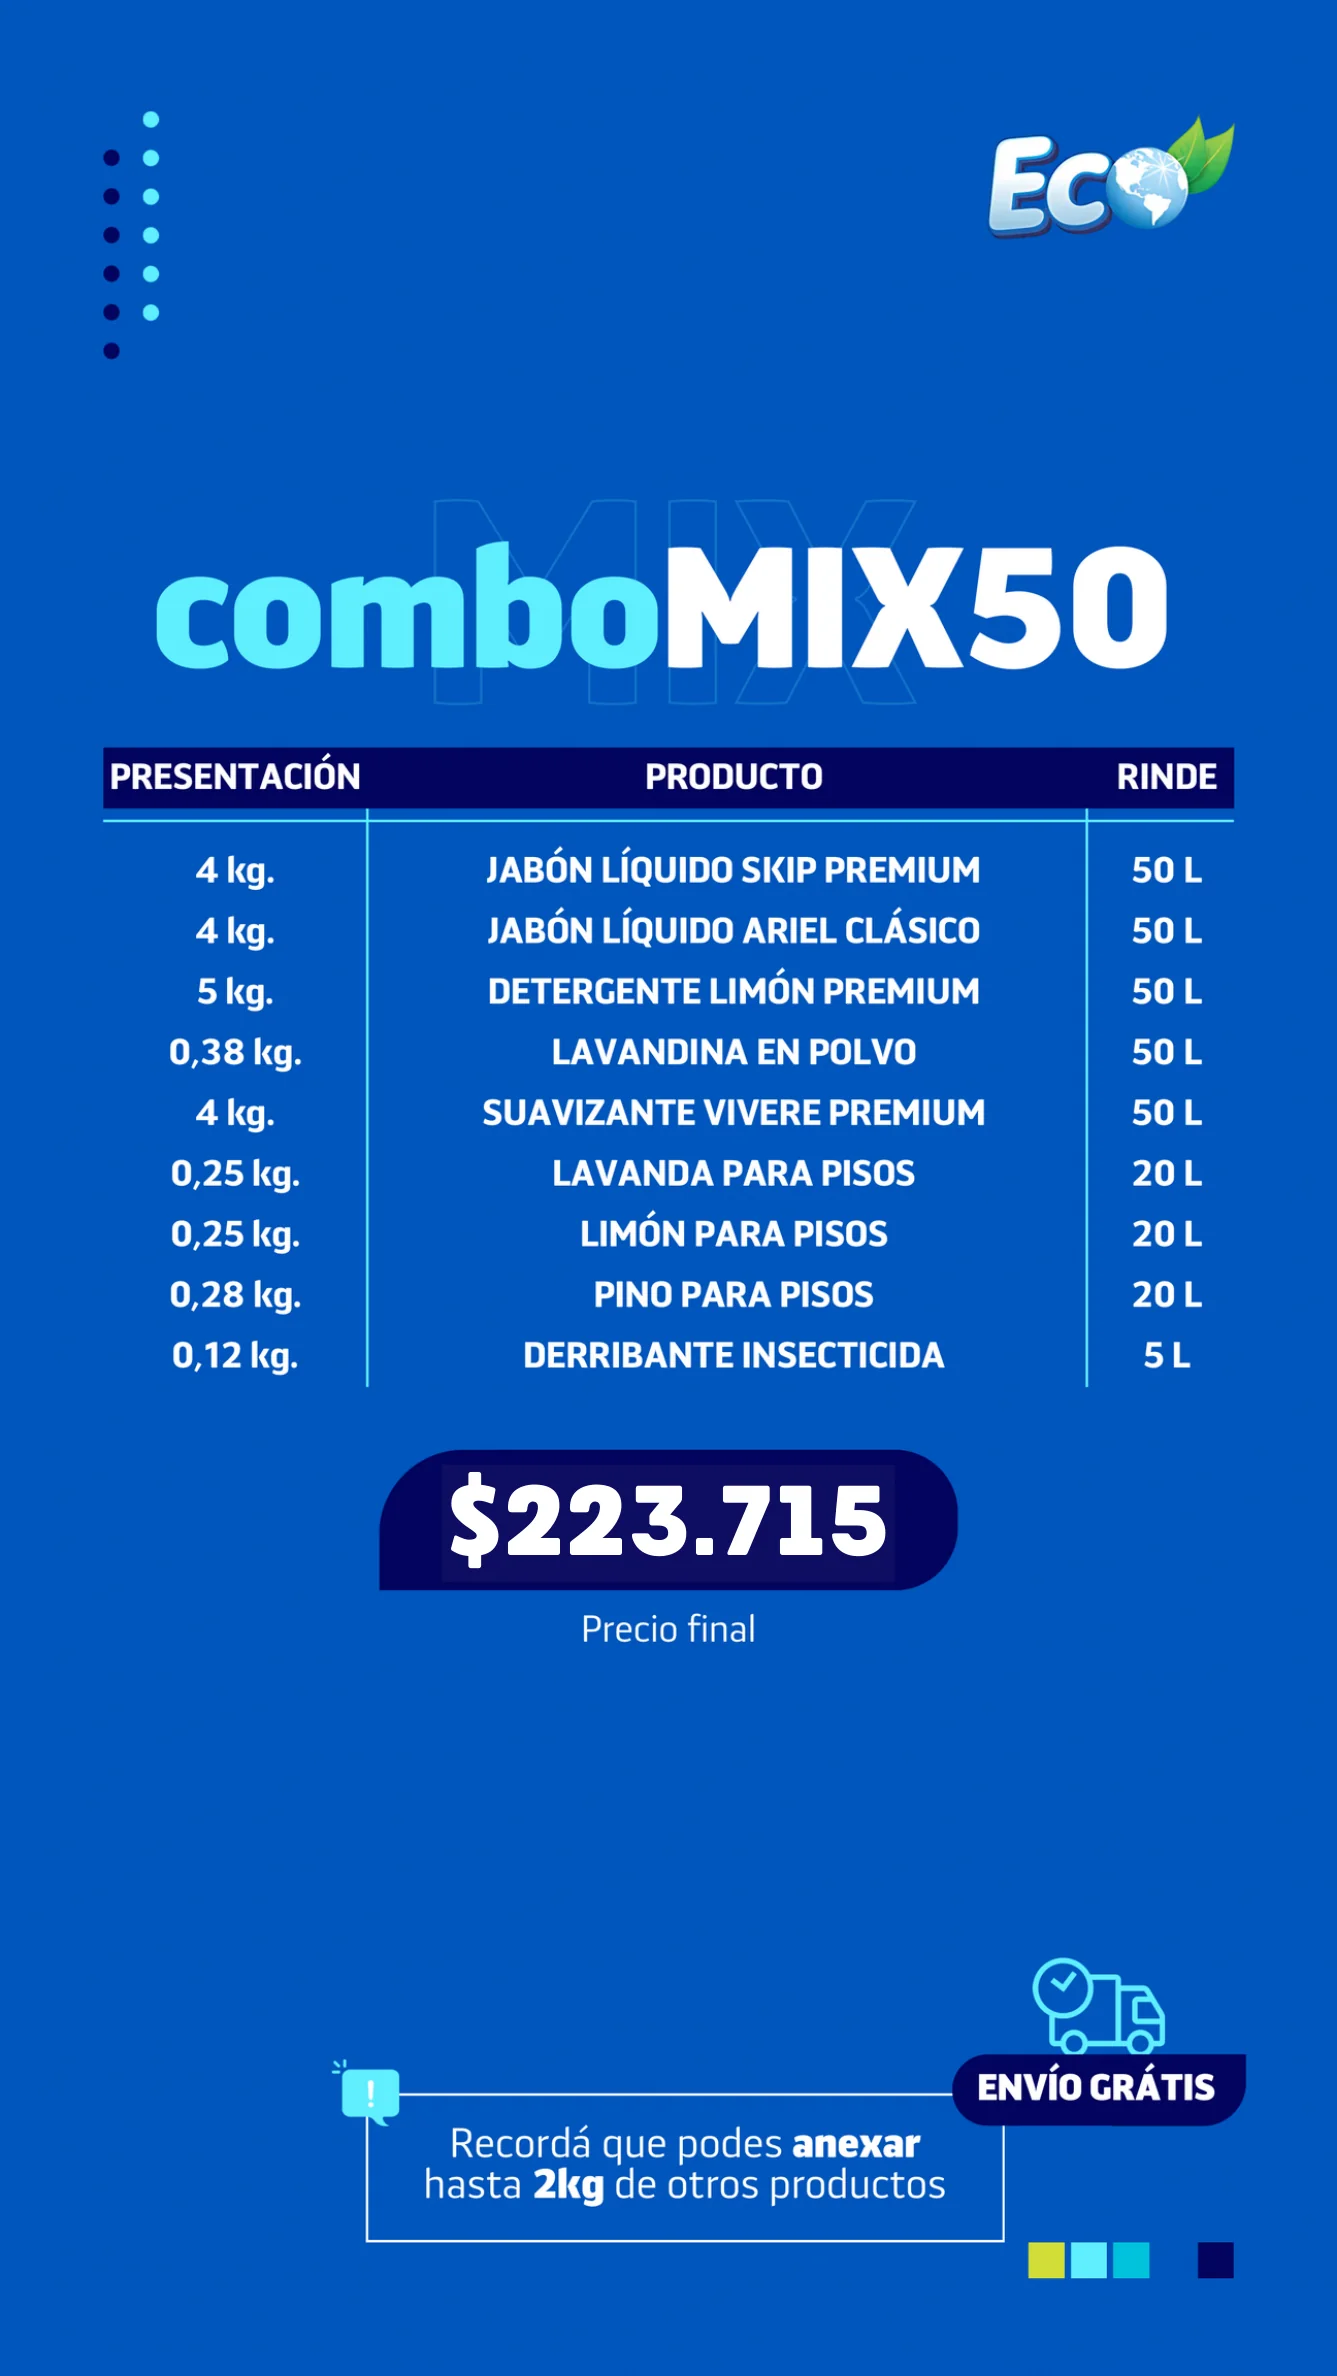 Eco
MIX
comboMIX50
PRESENTACIÓN PRODUCTO RINDE
4 kg. JABÓN LÍQUIDO SKIP PREMIUM 50 L
4 kg. JABÓN LÍQUIDO ARIEL CLÁSICO 50 L
5 kg. DETERGENTE LIMÓN PREMIUM 50 L
0,38 kg. LAVANDINA EN POLVO 50 L
4 kg. SUAVIZANTE VIVERE PREMIUM 50 L
0,25 kg. LAVANDA PARA PISOS 20 L
0,25 kg. LIMÓN PARA PISOS 20 L
0,28 kg. PINO PARA PISOS 20 L
0,12 kg. DERRIBANTE INSECTICIDA 5 L
$223.715
Precio final
ENVÍO GRÁTIS
!
Recordá que podes anexar
hasta 2kg de otros productos